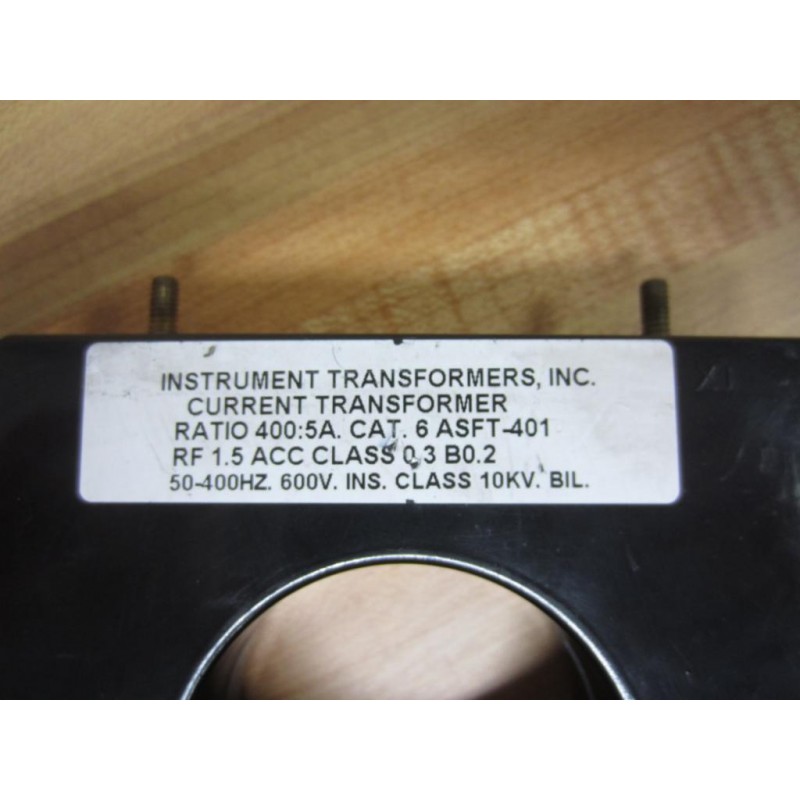 INSTRUMENT TRANSFORMERS, INC.
CURRENT TRANSFORMER
RATIO 400:5A. CAT. 6 ASFT-401
RF 1.5 ACC CLASS 0.3 B0.2
50-400HZ. 600V. INS. CLASS 10KV. BIL.
X1